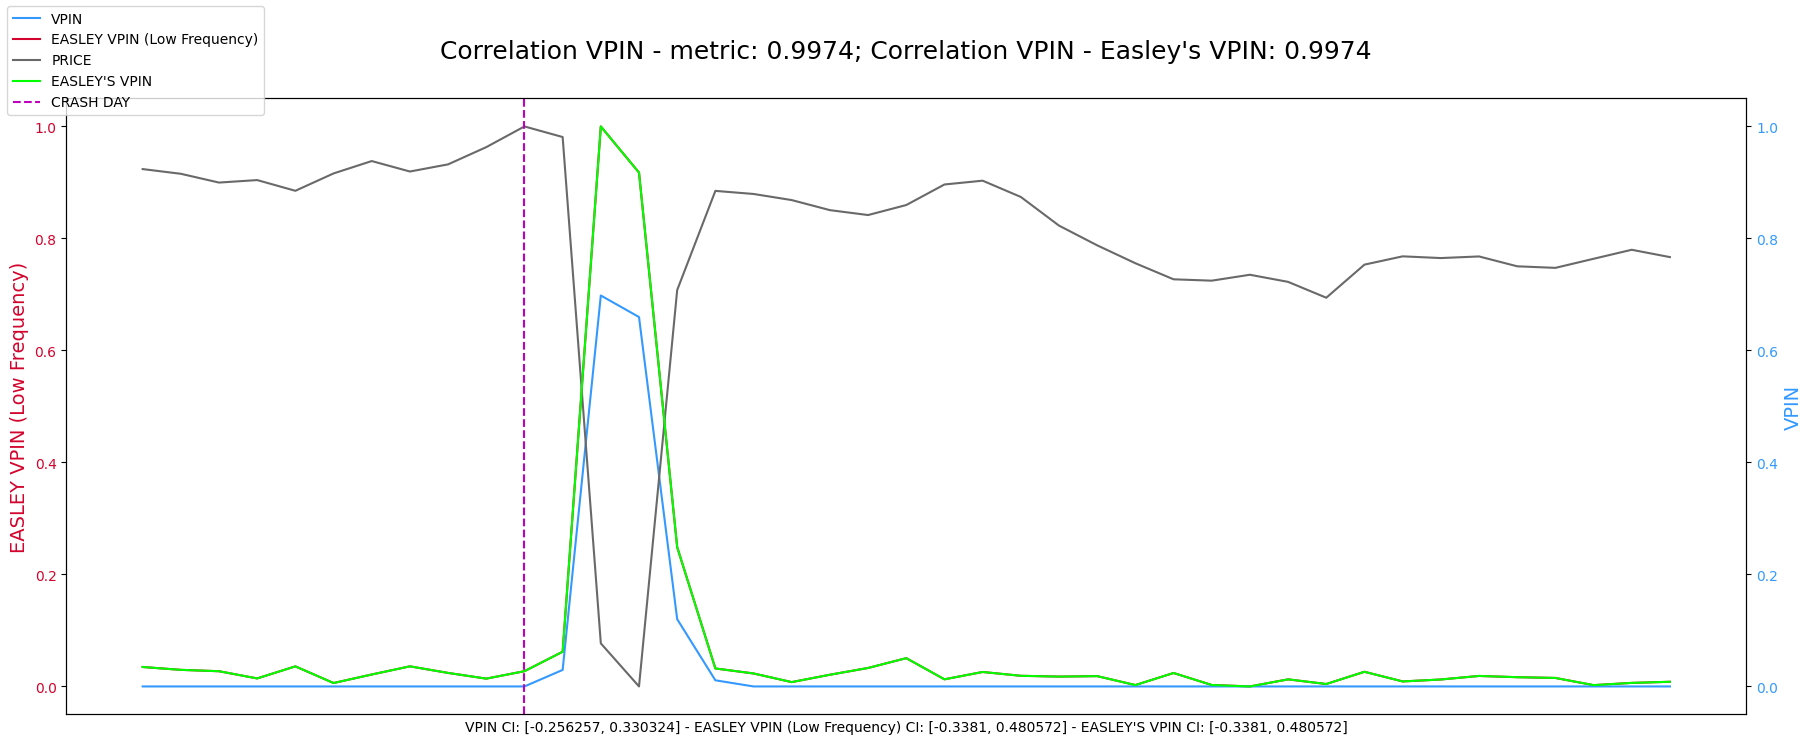 VPIN
EASLEY VPIN (Low Frequency)
PRICE
EASLEY'S VPIN
CRASH DAY
Correlation VPIN - metric: 0.9974; Correlation VPIN - Easley's VPIN: 0.9974
EASLEY VPIN (Low Frequency)
1.0
0.8
0.6
0.4
0.2
0.0
1.0
0.8
0.6
0.4
0.2
0.0
VPIN
VPIN CI: [-0.256257, 0.330324] - EASLEY VPIN (Low Frequency) CI: [-0.3381, 0.480572] - EASLEY'S VPIN CI: [-0.3381, 0.480572]